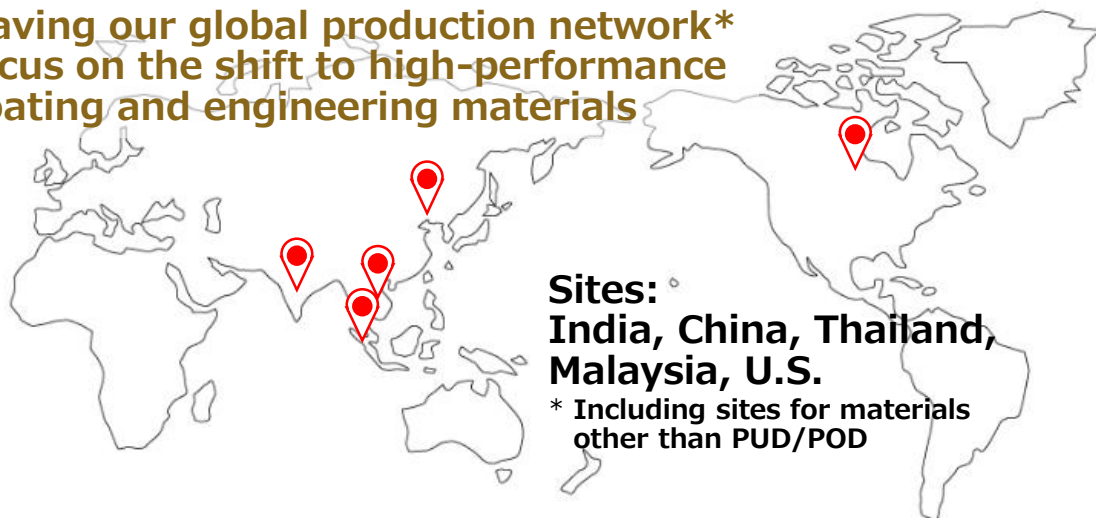 aving our global production network*
cus on the shift to high-performance
ating and engineering materials
Sites:
India, China, Thailand,
Malaysia, U.S.
* Including sites for materials
other than PUD/POD